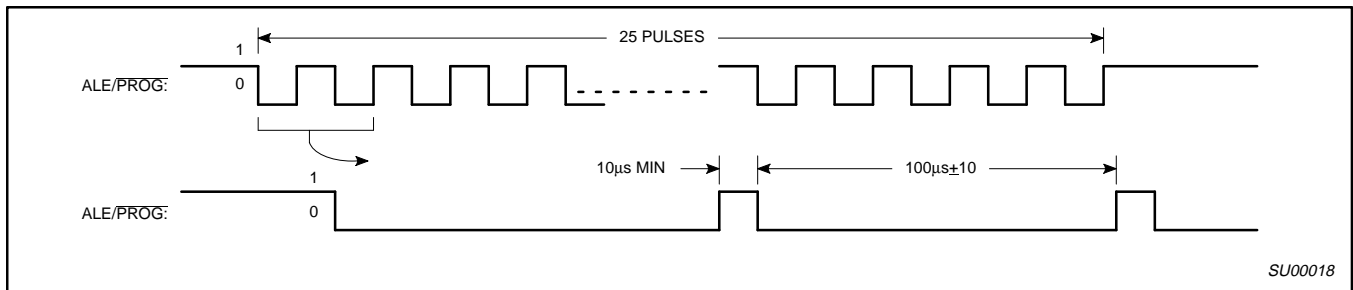 25 PULSES
1
ALE/PROG:
0
10μs MIN
100μs±10
1
ALE/PROG:
0
SU00018